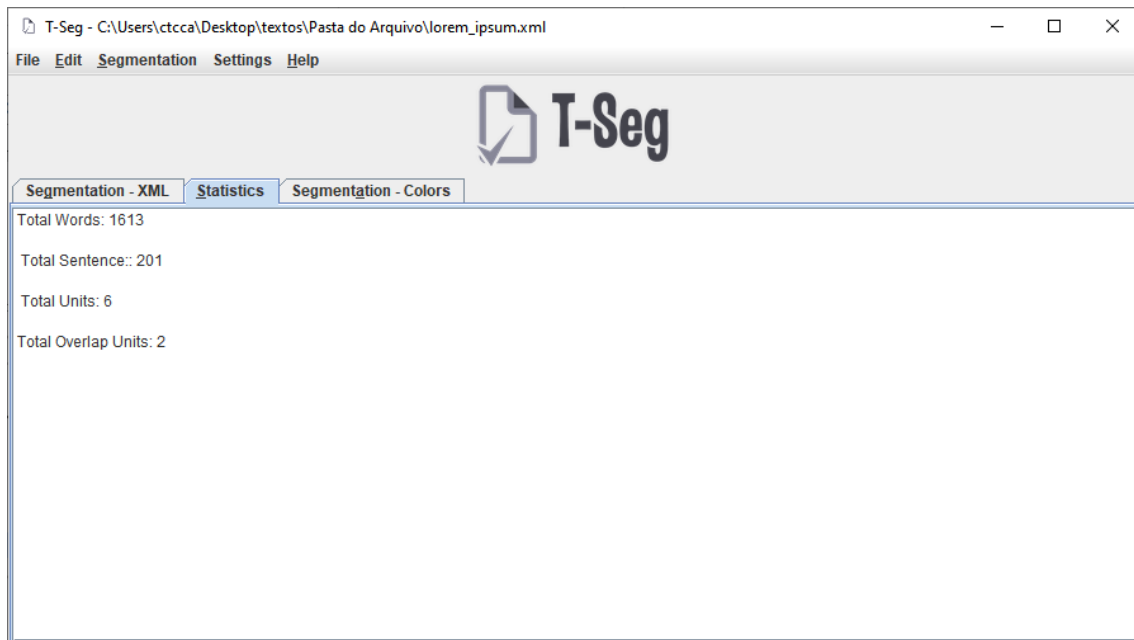 T-Seg - C:\Users\ctcca\Desktop\textos\Pasta do Arquivo\lorem_ipsum.xml
File Edit Segmentation Settings Help
T-Seg
Segmentation - XML Statistics Segmentation - Colors
Total Words: 1613
Total Sentence:: 201
Total Units: 6
Total Overlap Units: 2